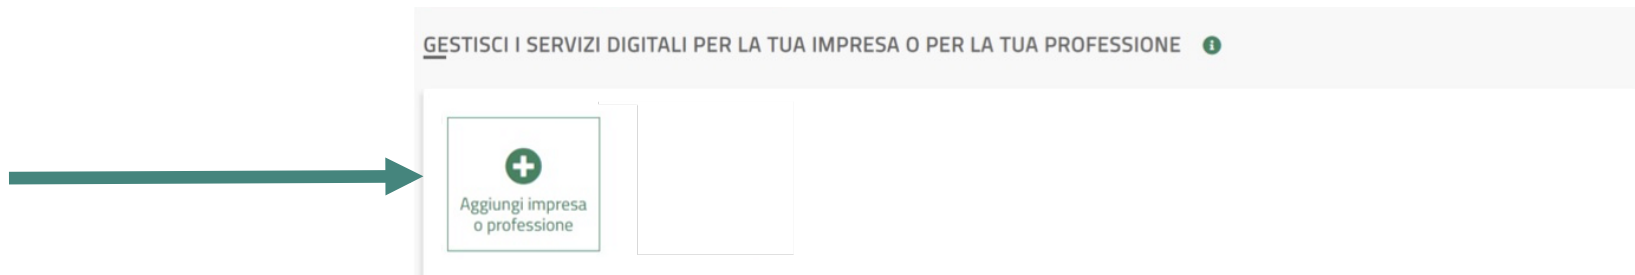 GESTISCI I SERVIZI DIGITALI PER LA TUA IMPRESA O PER LA TUA PROFESSIONE
Aggiungi impresa
o professione